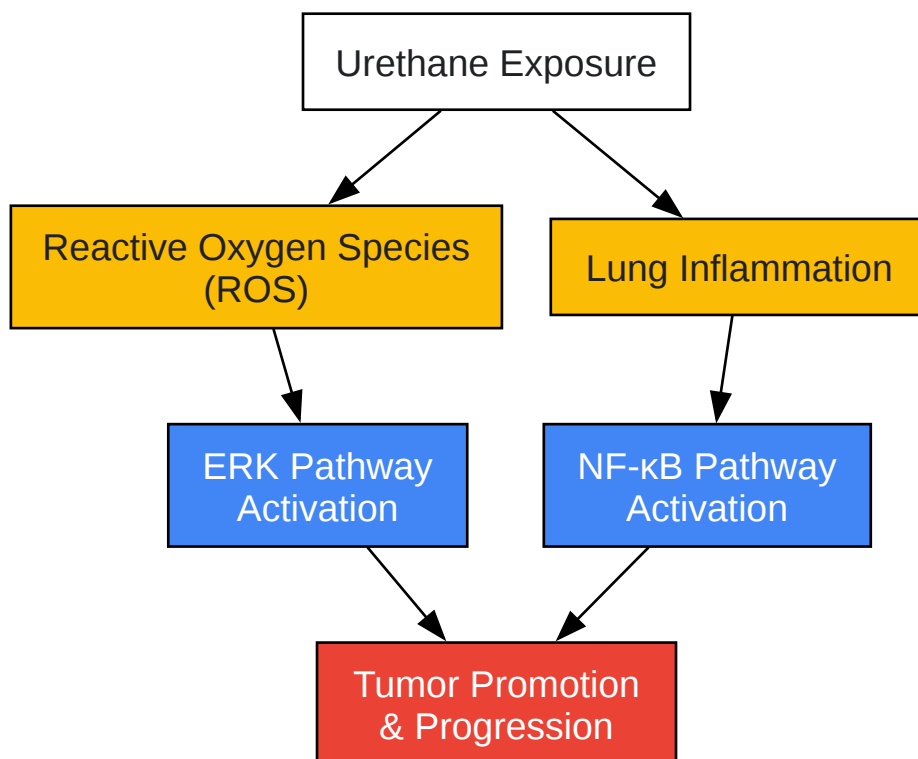 Urethane Exposure
Reactive Oxygen Species
(ROS)
Lung Inflammation
ERK Pathway
Activation
NF-κB Pathway
Activation
Tumor Promotion
& Progression